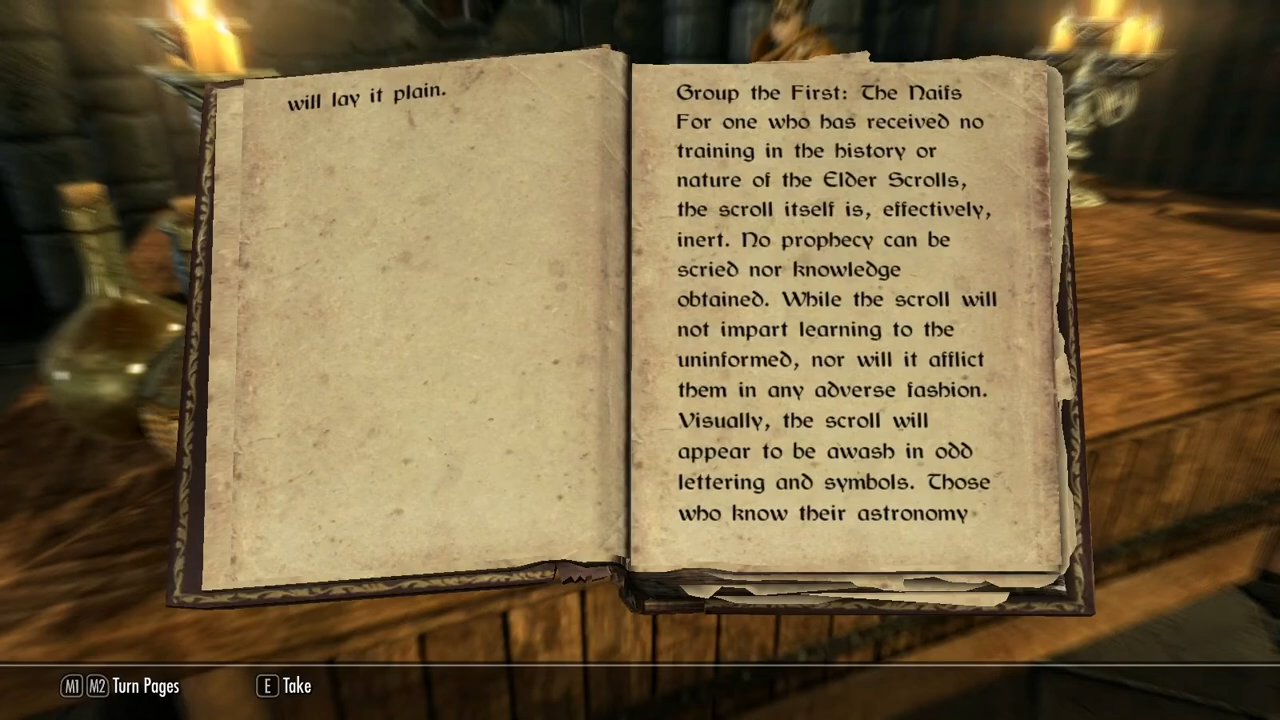 will lay it plain.
Group the First: The Naifs
For one who has received no
training in the history or
nature of the Elder Scrolls,
the scroll itself is, effectively,
inert. No prophecy can be
scried nor knowledge
obtained. While the scroll will
not impart learning to the
uninformed, nor will it afflict
them in any adverse fashion.
Visually, the scroll will
appear to be awash in odd
lettering and symbols. Those
who know their astronomy
M1 M2 Turn Pages
E Take